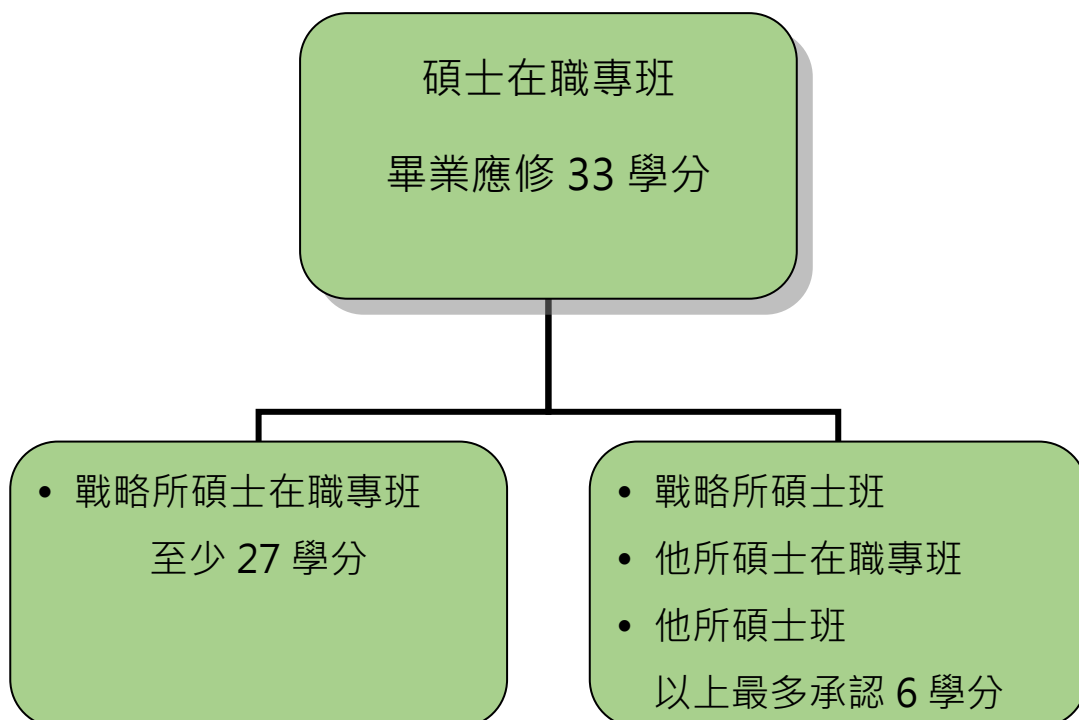 碩士在職專班
畢業應修 33 學分
• 戰略所碩士在職專班
至少 27 學分
• 戰略所碩士班
• 他所碩士在職專班
• 他所碩士班
以上最多承認 6 學分